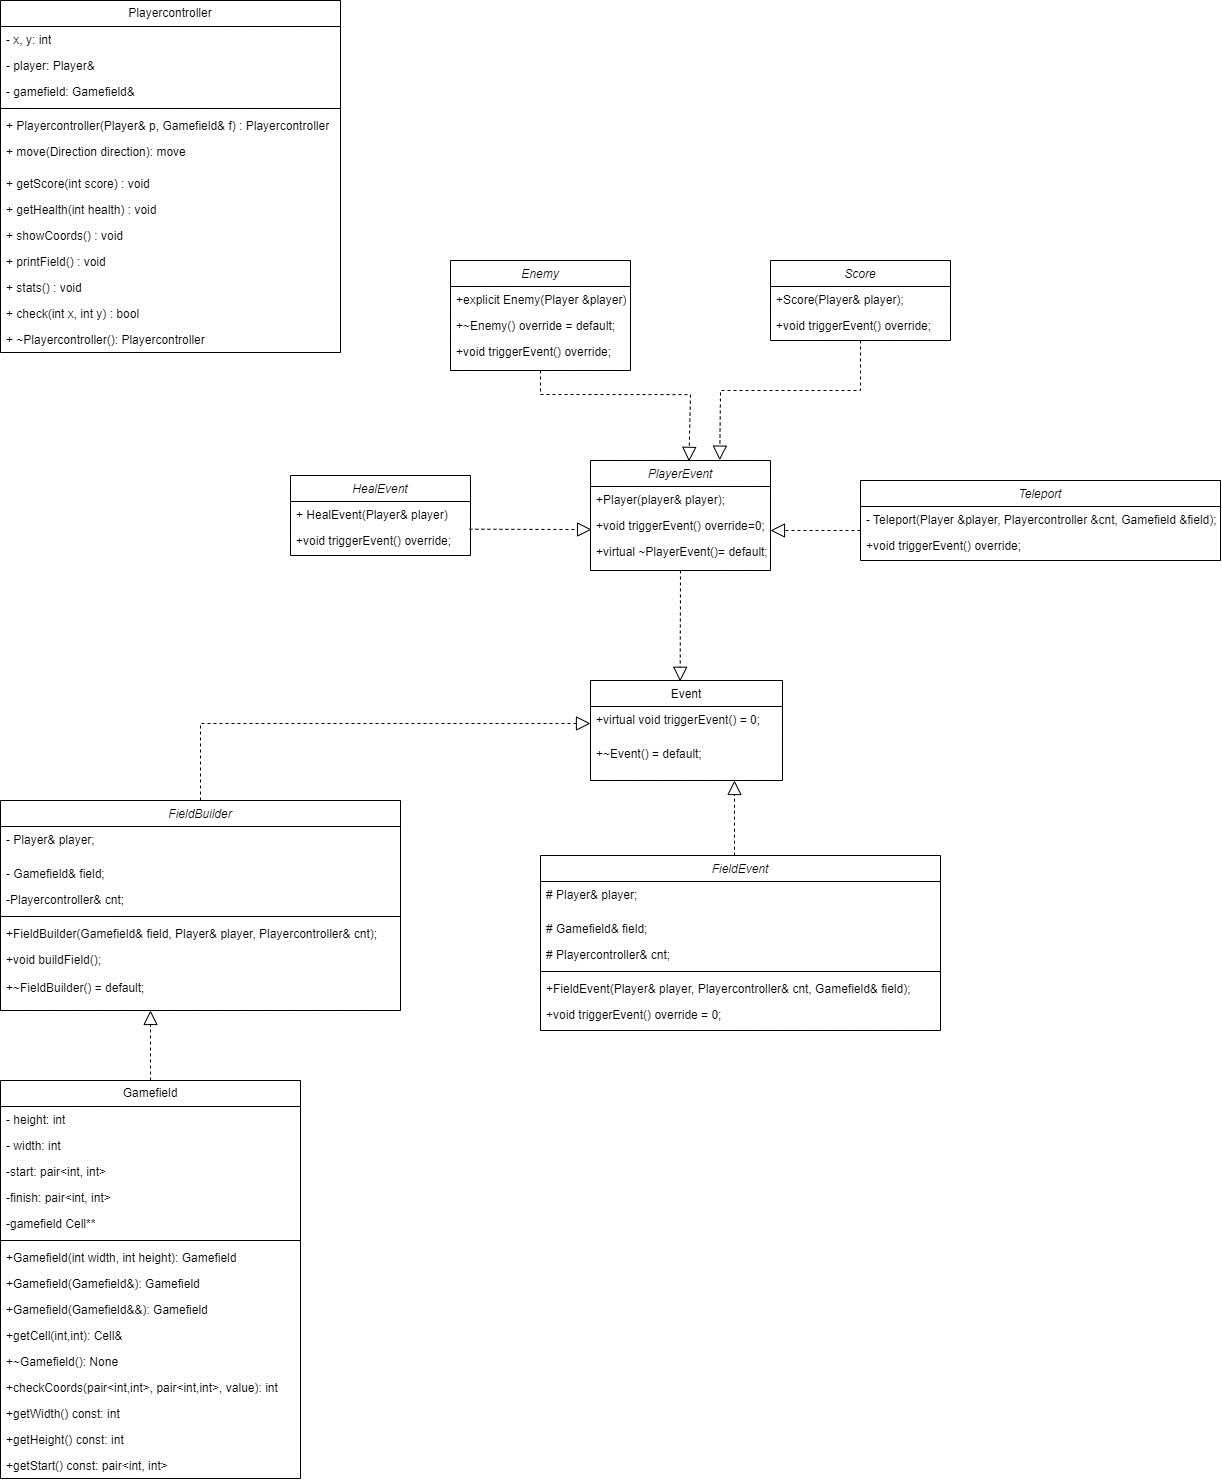 Playercontroller
- x, y: int
- player: Player&
- gamefield: Gamefield&
+ Playercontroller(Player& p, Gamefield& f) : Playercontroller
+ move(Direction direction): move
+ getScore(int score) : void
+ getHealth(int health) : void
+ showCoords() : void
+ printField() : void
+ stats() : void
+ check(int x, int y) : bool
+ ~Playercontroller(): Playercontroller
Enemy
+explicit Enemy(Player &player)
+~Enemy() override = default;
+void triggerEvent() override;
Score
+Score(Player& player);
+void triggerEvent() override;
HealEvent
+ HealEvent(Player& player)
+void triggerEvent() override;
PlayerEvent
+Player(player& player);
+void triggerEvent() override=0;
+virtual ~PlayerEvent()= default;
Teleport
- Teleport(Player &player, Playercontroller &cnt, Gamefield &field);
+void triggerEvent() override;
Event
+virtual void triggerEvent() = 0;
+~Event() = default;
FieldBuilder
- Player& player;
- Gamefield& field;
-Playercontroller& cnt;
+FieldBuilder(Gamefield& field, Player& player, Playercontroller& cnt);
+void buildField();
+~FieldBuilder() = default;
FieldEvent
# Player& player;
# Gamefield& field;
# Playercontroller& cnt;
+FieldEvent(Player& player, Playercontroller& cnt, Gamefield& field);
+void triggerEvent() override = 0;
Gamefield
- height: int
- width: int
-start: pair<int, int>
-finish: pair<int, int>
-gamefield Cell**
+Gamefield(int width, int height): Gamefield
+Gamefield(Gamefield&): Gamefield
+Gamefield(Gamefield&&): Gamefield
+getCell(int,int): Cell&
+~Gamefield(): None
+checkCoords(pair<int,int>, pair<int,int>, value): int
+getWidth() const: int
+getHeight() const: int
+getStart() const: pair<int, int>